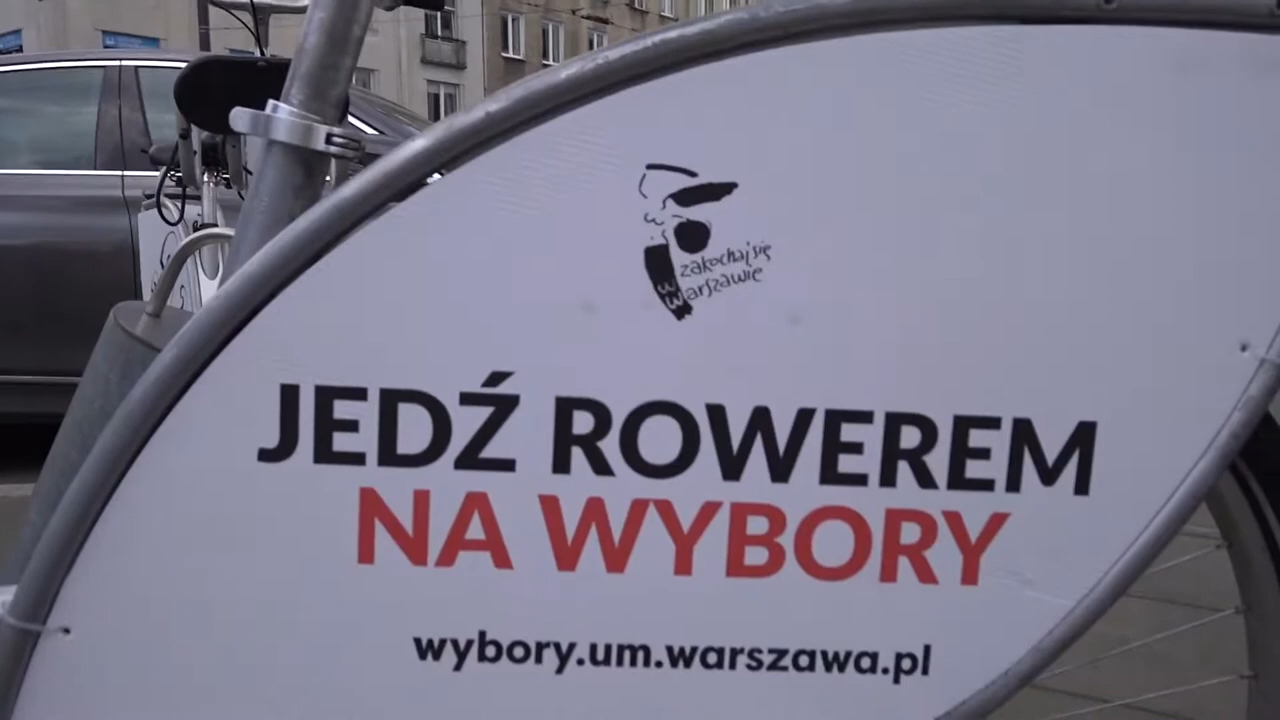 zakochaj się
w warszawie
JEDŹ ROWEREM
NA WYBORY
wybory.um.warszawa.pl